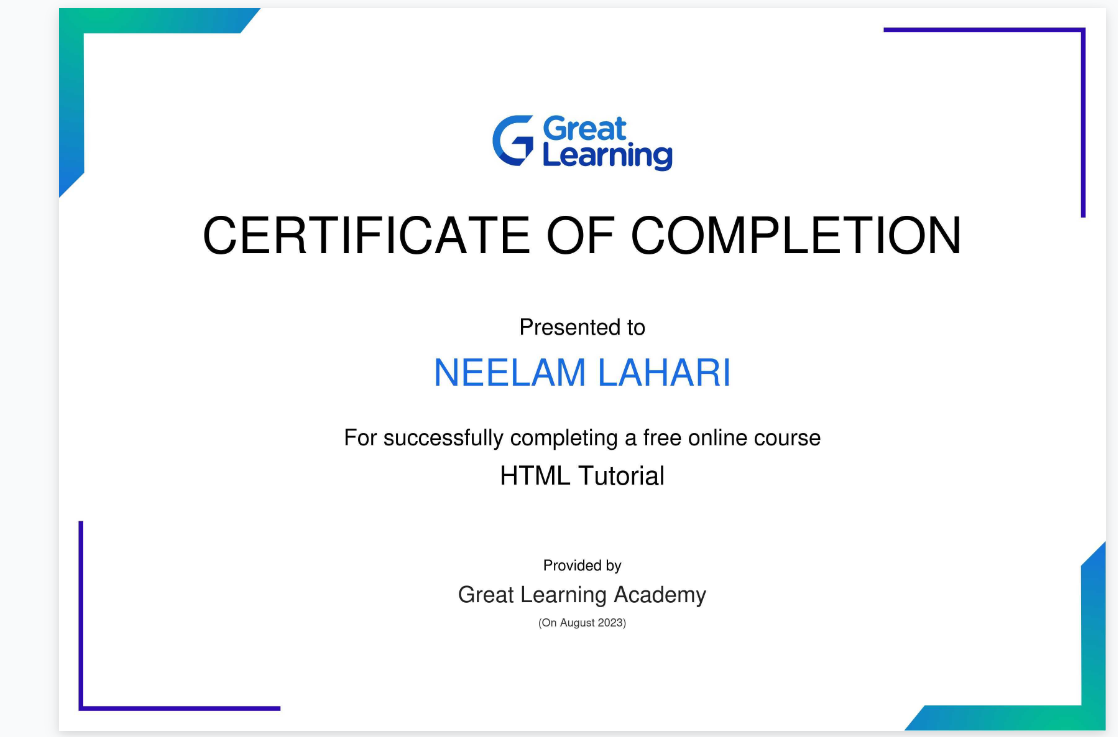 Great
Learning
CERTIFICATE OF COMPLETION
Presented to
NEELAM LAHARI
For successfully completing a free online course
HTML Tutorial
Provided by
Great Learning Academy
(On August 2023)